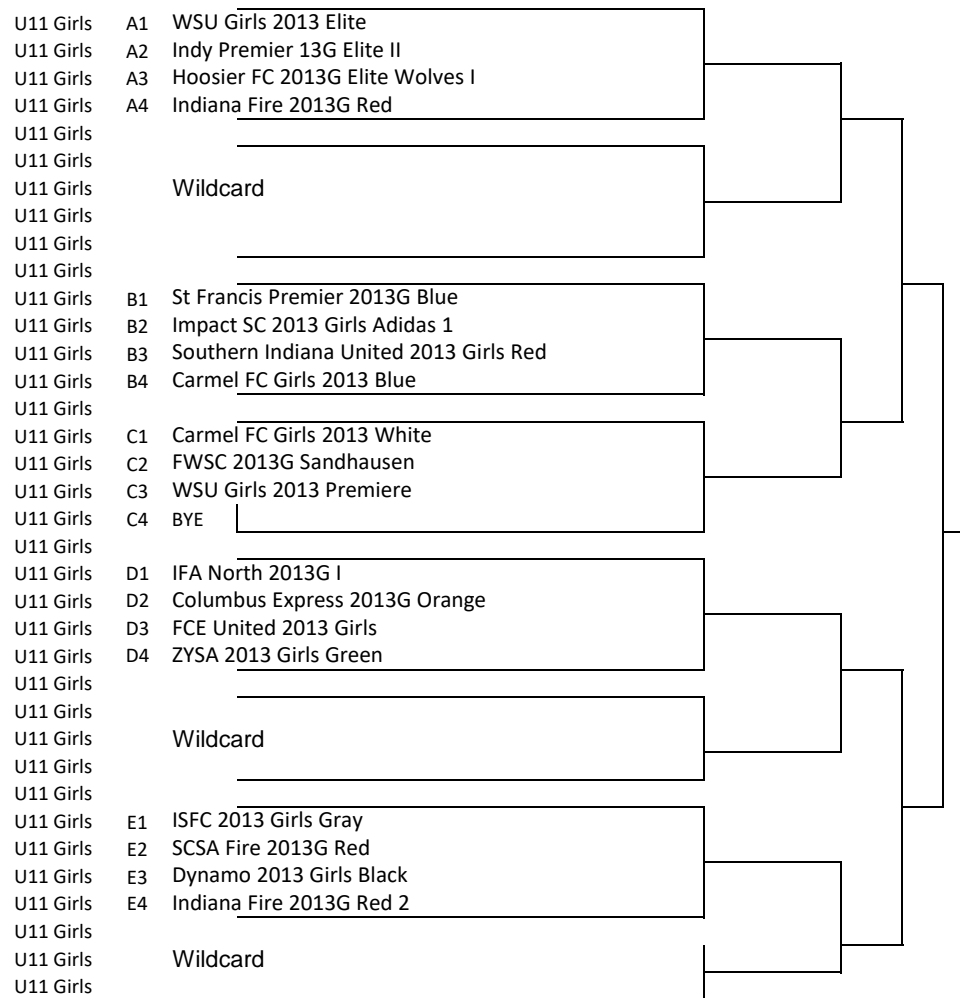 U11 Girls A1 WSU Girls 2013 Elite
U11 Girls A2 Indy Premier 13G Elite II
U11 Girls A3 Hoosier FC 2013G Elite Wolves I
U11 Girls A4 Indiana Fire 2013G Red
U11 Girls
U11 Girls
U11 Girls Wildcard
U11 Girls
U11 Girls
U11 Girls
U11 Girls B1 St Francis Premier 2013G Blue
U11 Girls B2 Impact SC 2013 Girls Adidas 1
U11 Girls B3 Southern Indiana United 2013 Girls Red
U11 Girls B4 Carmel FC Girls 2013 Blue
U11 Girls
U11 Girls C1 Carmel FC Girls 2013 White
U11 Girls C2 FWSC 2013G Sandhausen
U11 Girls C3 WSU Girls 2013 Premiere
U11 Girls C4 BYE
U11 Girls
U11 Girls D1 IFA North 2013G I
U11 Girls D2 Columbus Express 2013G Orange
U11 Girls D3 FCE United 2013 Girls
U11 Girls D4 ZYSA 2013 Girls Green
U11 Girls
U11 Girls
U11 Girls Wildcard
U11 Girls
U11 Girls
U11 Girls E1 ISFC 2013 Girls Gray
U11 Girls E2 SCSA Fire 2013G Red
U11 Girls E3 Dynamo 2013 Girls Black
U11 Girls E4 Indiana Fire 2013G Red 2
U11 Girls
U11 Girls Wildcard
U11 Girls